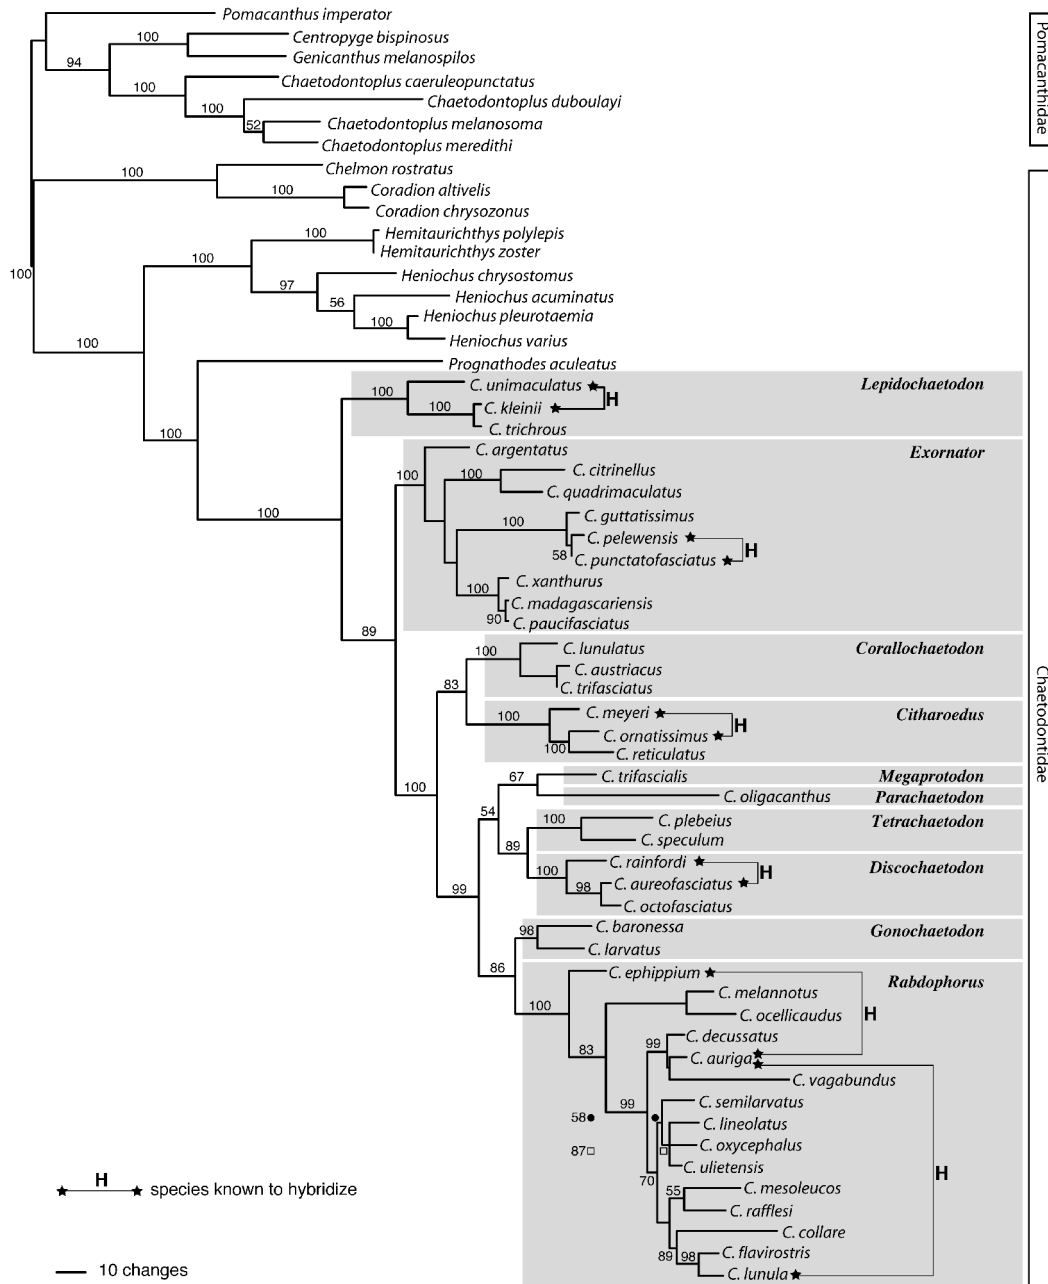 Pomacanthus imperator
100
Centropyge bispinosus
Genicanthus melanospilos
94
Chaetodontoplus caeruleopunctatus
100
Chaetodontoplus duboulayi
100
52
Chaetodontoplus melanosoma
Chaetodontoplus meredithi
Pomacanthidae
Chelmon rostratus
100
Coradion altivelis
100
Coradion chrysozonus
Hemitaurichthys polylepis
100
Hemitaurichthys zoster
100
100
Heniochus chrysostomus
97
Heniochus acuminatus
56
Heniochus pleurotaemia
100
Heniochus varius
100
Prognathodes aculeatus
C. unimaculatus H Lepidochaetodon
100
C. kleinii
100
C. trichrous
100
C. argentatus Exornator
100
C. citrinellus
100
C. quadrimaculatus
C. guttatissimus
100
C. pelewensis H
58
C. punctatofasciatus
C. xanthurus
100
C. madagascariensis
90
C. paucifasciatus
100
89
C. lunulatus Corallochaetodon
100
C. austriacus
C. trifasciatus
83
C. meyeri H Citharoedus
100
C. ornatissimus
100
C. reticulatus
Chaetodontidae
100
C. trifascialis Megaprotodon
67
C. oligacanthus Parachaetodon
54
C. plebeius Tetrachaetodon
100
C. speculum
89
C. rainfordi H Discochaetodon
100
C. aureofasciatus
98
C. octofasciatus
99
C. baronessa Gonochaetodon
98
C. larvatus
86
C. ephippium Rabdophorus
100
C. melannotus
H
C. ocellicaudus
83
C. decussatus
99
C. auriga
C. vagabundus
99
C. semilarvatus
58
C. lineolatus
87
C. oxycephalus
C. ulietensis
H
70
C. mesoleucos
55
C. rafflesi
C. collare
89
C. flavirostris
98
C. lunula
H
species known to hybridize
10 changes